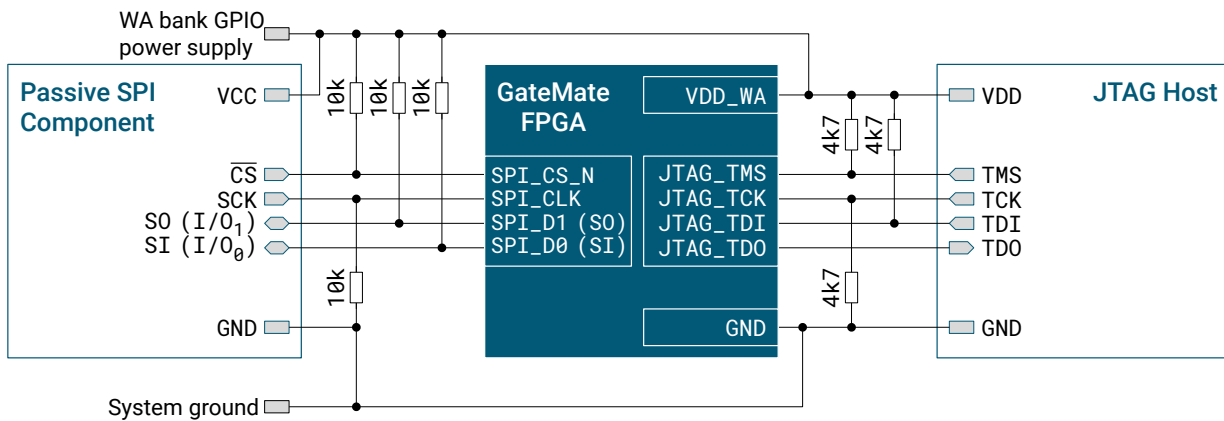 WA bank GPIO
power supply
Passive SPI
Component
VCC
CS
SCK
SO (I/O₁)
SI (I/O₀)
GND
System ground
10k
10k
10k
10k
GateMate
FPGA
VDD_WA
SPI_CS_N
SPI_CLK
SPI_D1 (SO)
SPI_D0 (SI)
JTAG_TMS
JTAG_TCK
JTAG_TDI
JTAG_TDO
GND
4k7
4k7
4k7
JTAG Host
VDD
TMS
TCK
TDI
TDO
GND